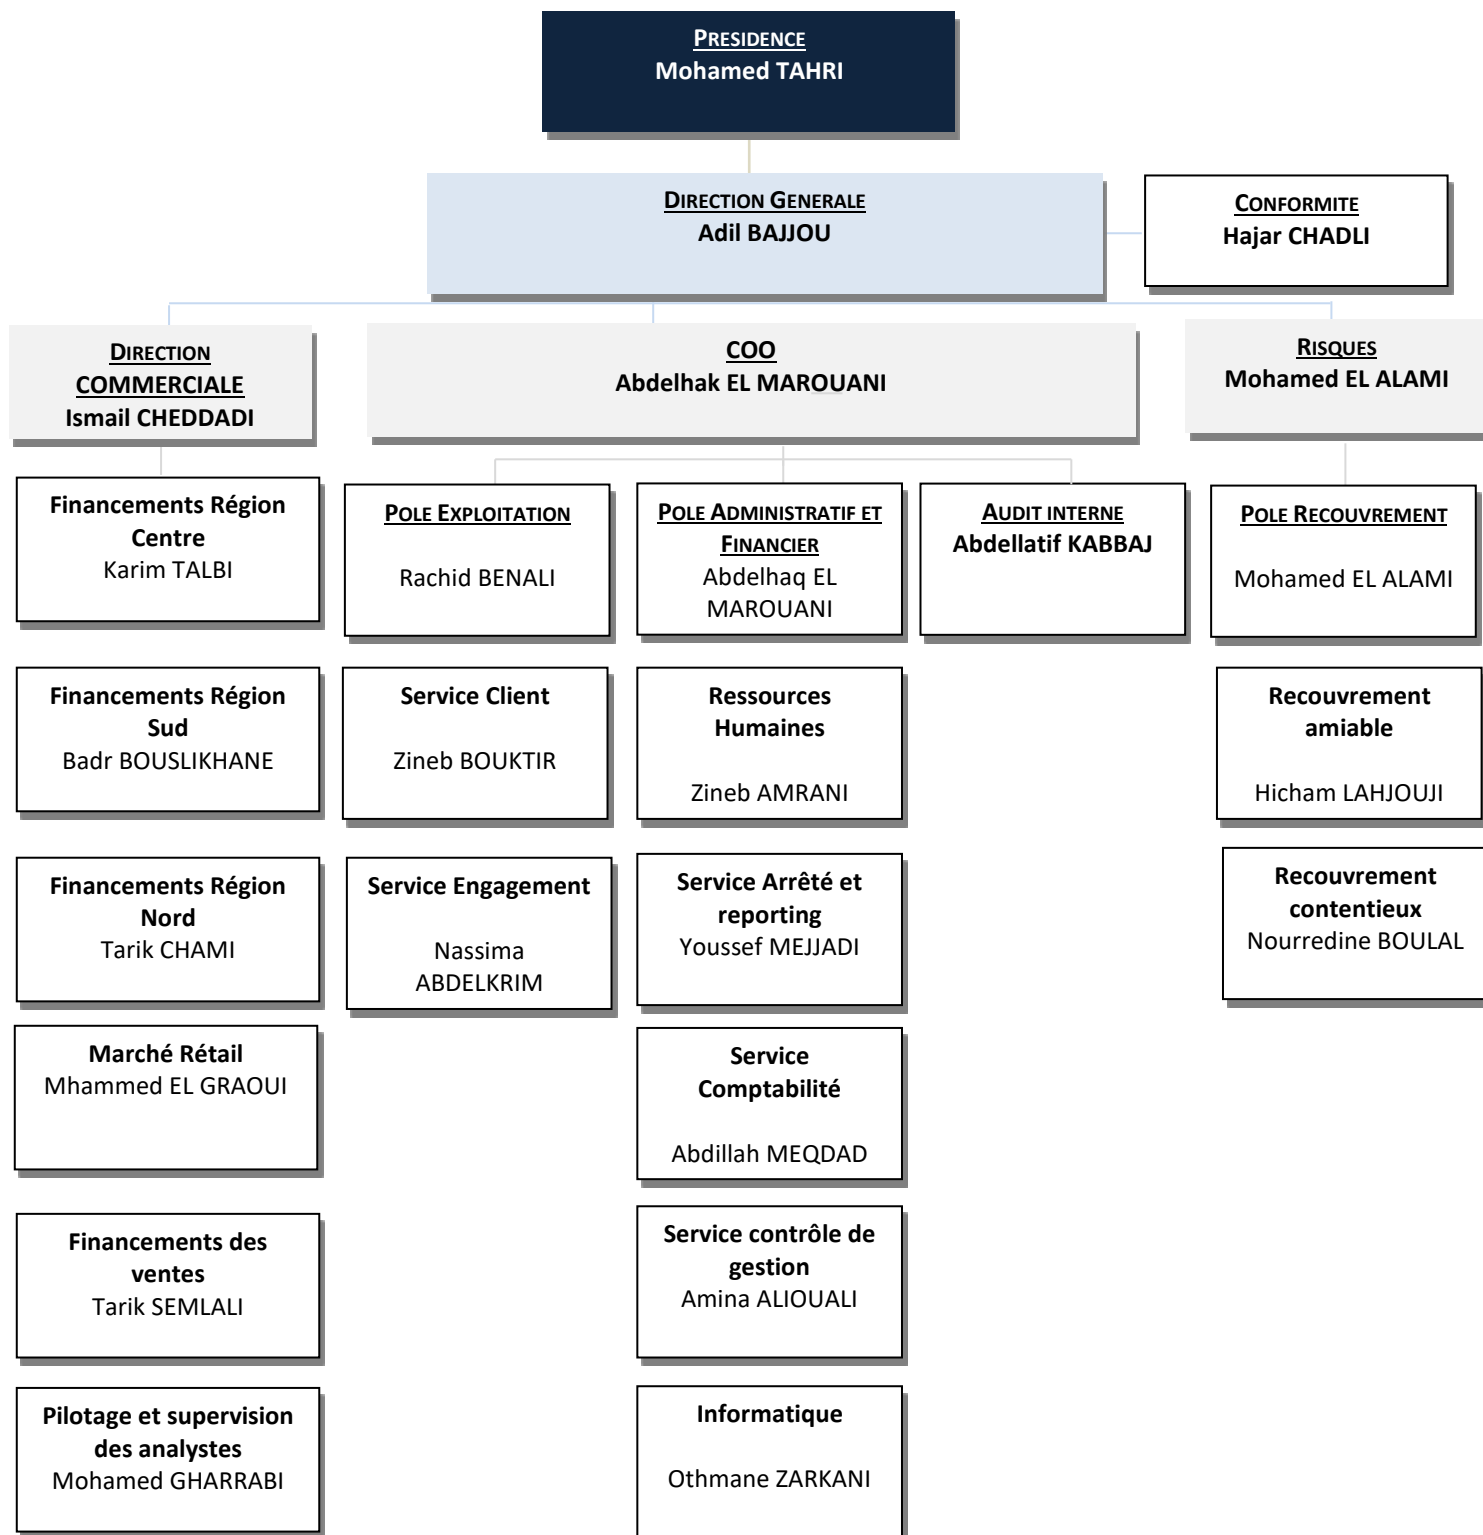 PRESIDENCE
Mohamed TAHRI
DIRECTION GENERALE
Adil BAJJOU
CONFORMITE
Hajar CHADLI
DIRECTION
COMMERCIALE
Ismail CHEDDADI
COO
Abdelhak EL MAROUANI
RISQUES
Mohamed EL ALAMI
Financements Région
Centre
Karim TALBI
POLE EXPLOITATION
Rachid BENALI
POLE ADMINISTRATIF ET
FINANCIER
Abdelhaq EL
MAROUANI
AUDIT INTERNE
Abdellatif KABBAJ
POLE RECOUVREMENT
Mohamed EL ALAMI
Financements Région
Sud
Badr BOUSLIKHANE
Service Client
Zineb BOUKTIR
Ressources
Humaines
Zineb AMRANI
Recouvrement
amiable
Hicham LAHJOUJI
Financements Région
Nord
Tarik CHAMI
Service Engagement
Nassima
ABDELKRIM
Service Arrêté et
reporting
Youssef MEJJADI
Recouvrement
contentieux
Nourredine BOULAL
Marché Rétail
Mhammed EL GRAOUI
Service
Comptabilité
Abdillah MEQDAD
Financements des
ventes
Tarik SEMLALI
Service contrôle de
gestion
Amina ALIOUALI
Pilotage et supervision
des analystes
Mohamed GHARRABI
Informatique
Othmane ZARKANI